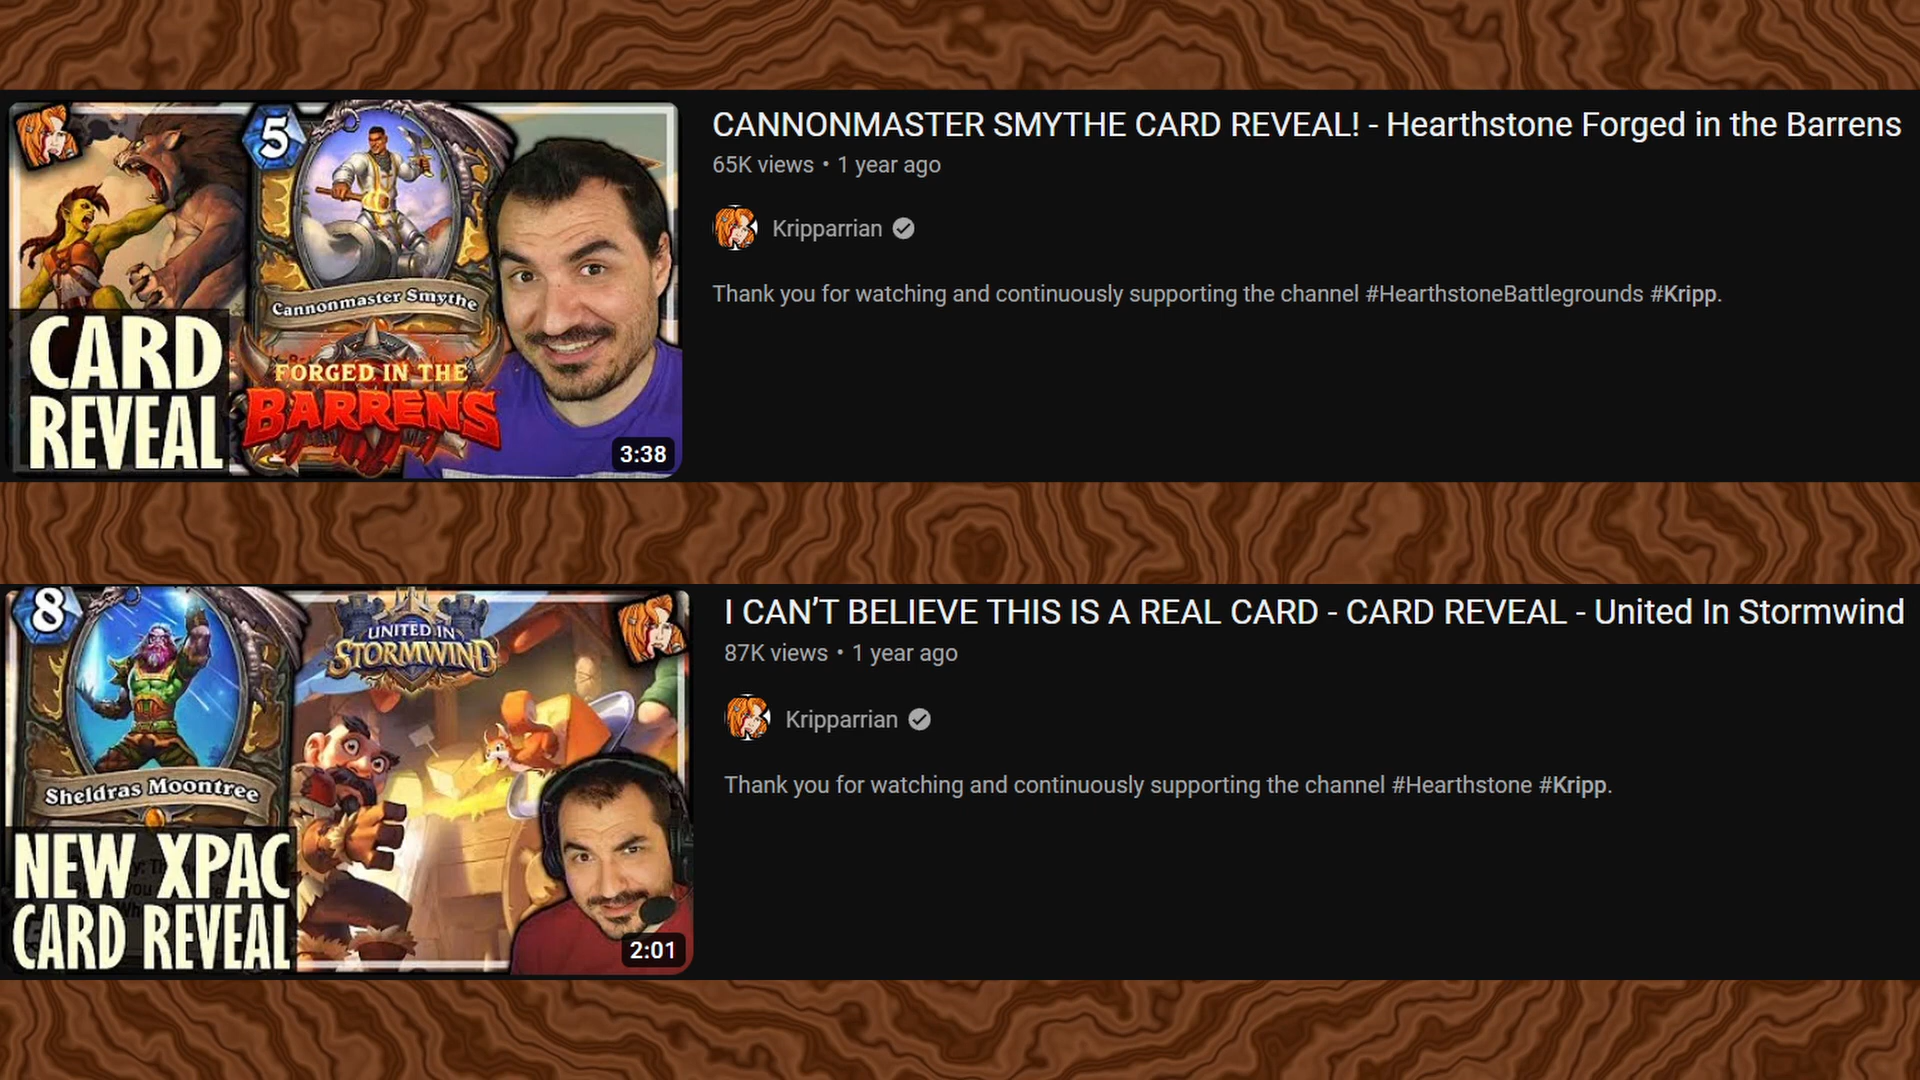 5
Cannonmaster Smythe
FORGED IN THE
BARRENS
CARD
REVEAL
3:38
CANNONMASTER SMYTHE CARD REVEAL! - Hearthstone Forged in the Barrens
65K views • 1 year ago
Kripparrian
Thank you for watching and continuously supporting the channel #HearthstoneBattlegrounds #Kripp.
8
UNITED IN
STORMWIND
Sheldras Moontree
NEW XPAC
CARD REVEAL
2:01
I CAN’T BELIEVE THIS IS A REAL CARD - CARD REVEAL - United In Stormwind
87K views • 1 year ago
Kripparrian
Thank you for watching and continuously supporting the channel #Hearthstone #Kripp.